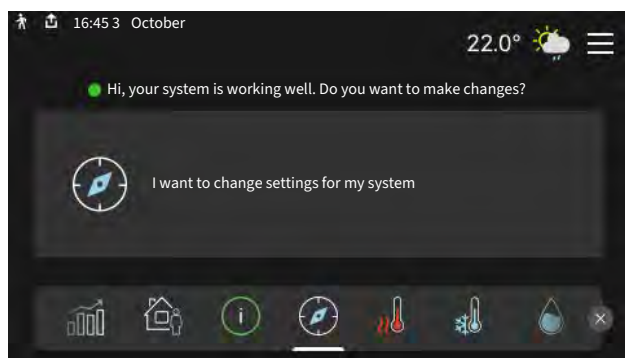 16:45 3 October
22.0°
Hi, your system is working well. Do you want to make changes?
I want to change settings for my system
i